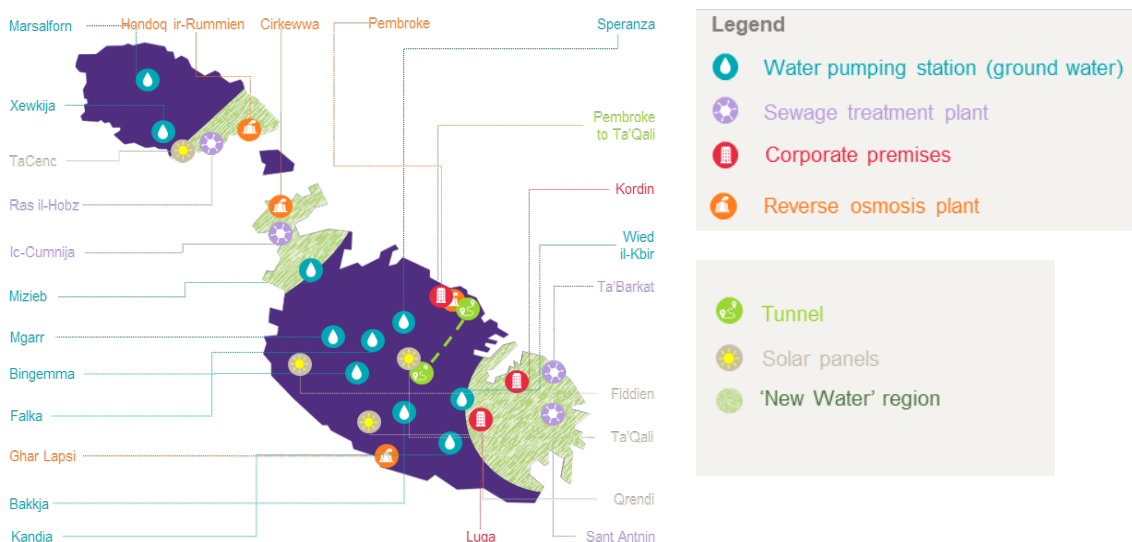 Marsalforn
Hondoq ir-Rummien
Cirkewwa
Pembroke
Speranza
Xewkija
Pembroke
to Ta'Qali
TaCenc
Kordin
Ras il-Hobz
Wied
il-Kbir
Ic-Cumnija
Ta'Barkat
Mizieb
Mgarr
Bingemma
Fiddien
Falka
Ta'Qali
Ghar Lapsi
Qrendi
Bakkja
Kandia
Luqa
Sant Antnin
Legend
Water pumping station (ground water)
Sewage treatment plant
Corporate premises
Reverse osmosis plant
Tunnel
Solar panels
‘New Water’ region